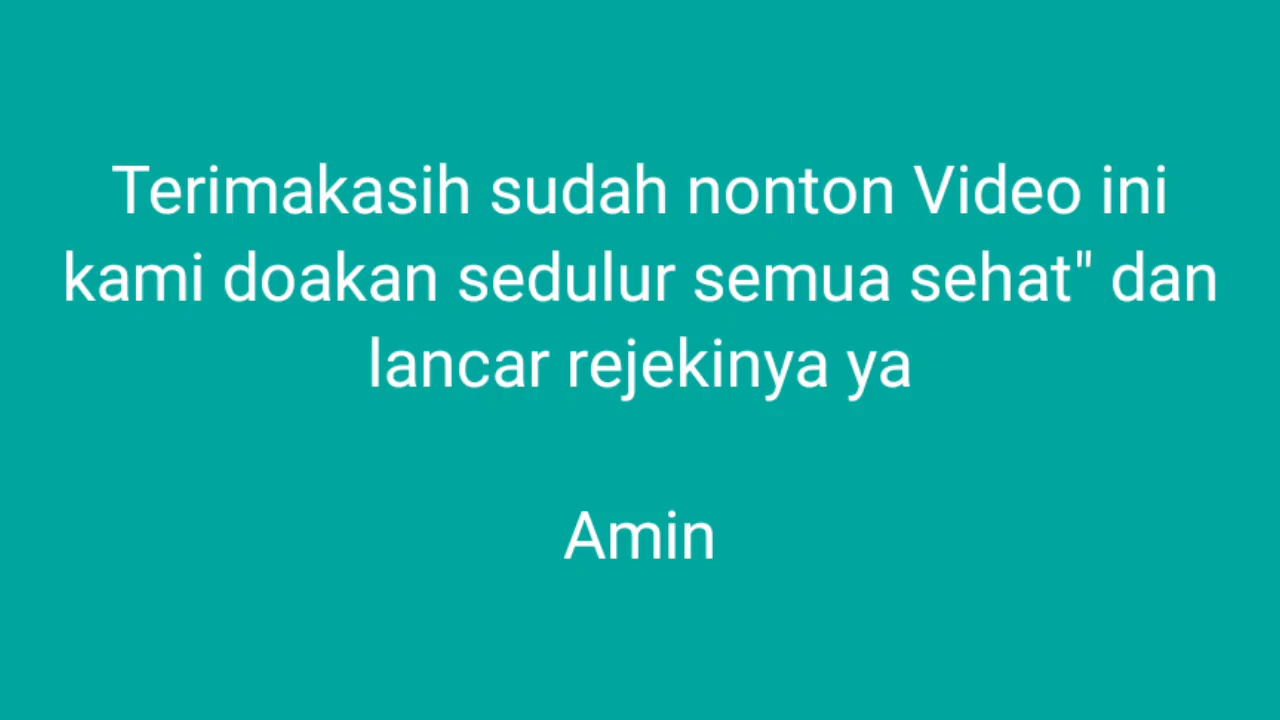 Terimakasih sudah nonton Video ini
kami doakan sedulur semua sehat" dan
lancar rejekinya ya
Amin